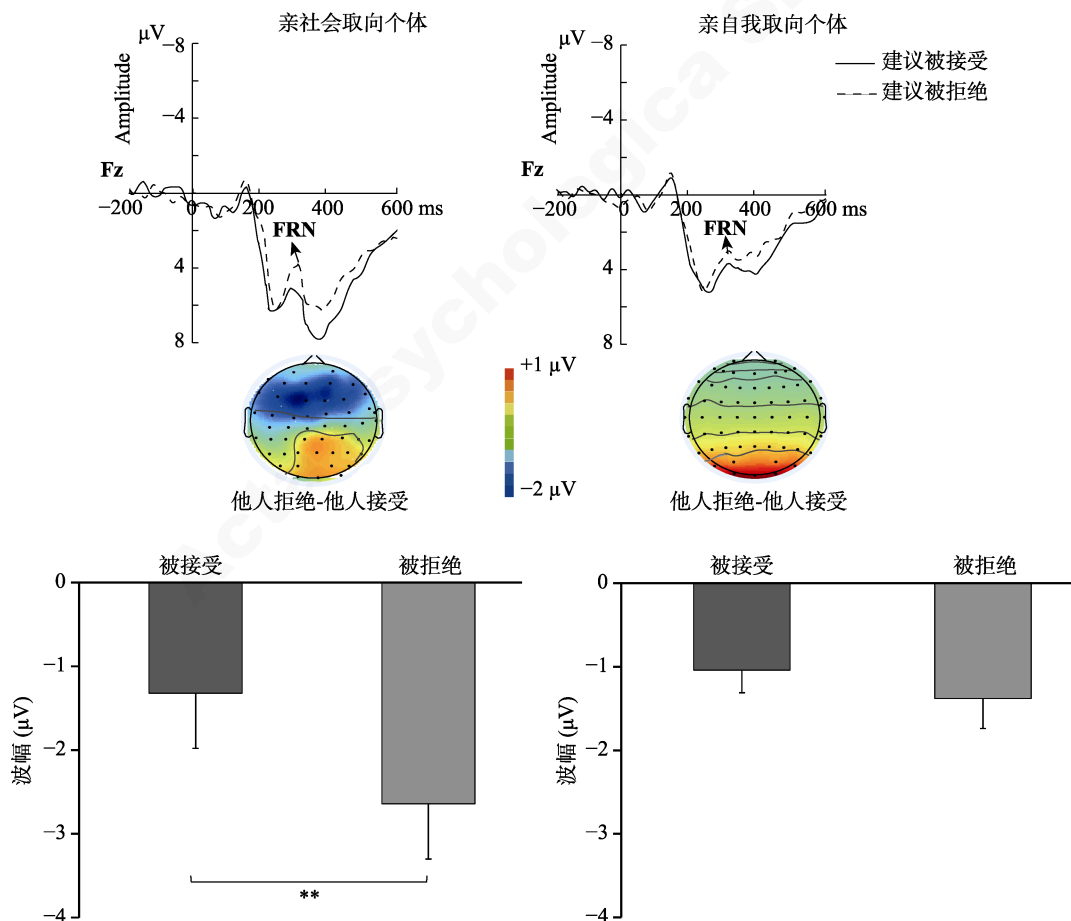 亲社会取向个体
μV
−8
−4
4
8
Amplitude
Fz
−200
0
200
400
600 ms
FRN
亲自我取向个体
μV
−8
−4
4
8
Amplitude
Fz
−200
0
200
400
600 ms
FRN
建议被接受
建议被拒绝
+1 μV
−2 μV
他人拒绝-他人接受
他人拒绝-他人接受
被接受
被拒绝
0
−1
−2
−3
−4
波幅 (μV)
**
被接受
被拒绝
0
−1
−2
−3
−4
波幅 (μV)